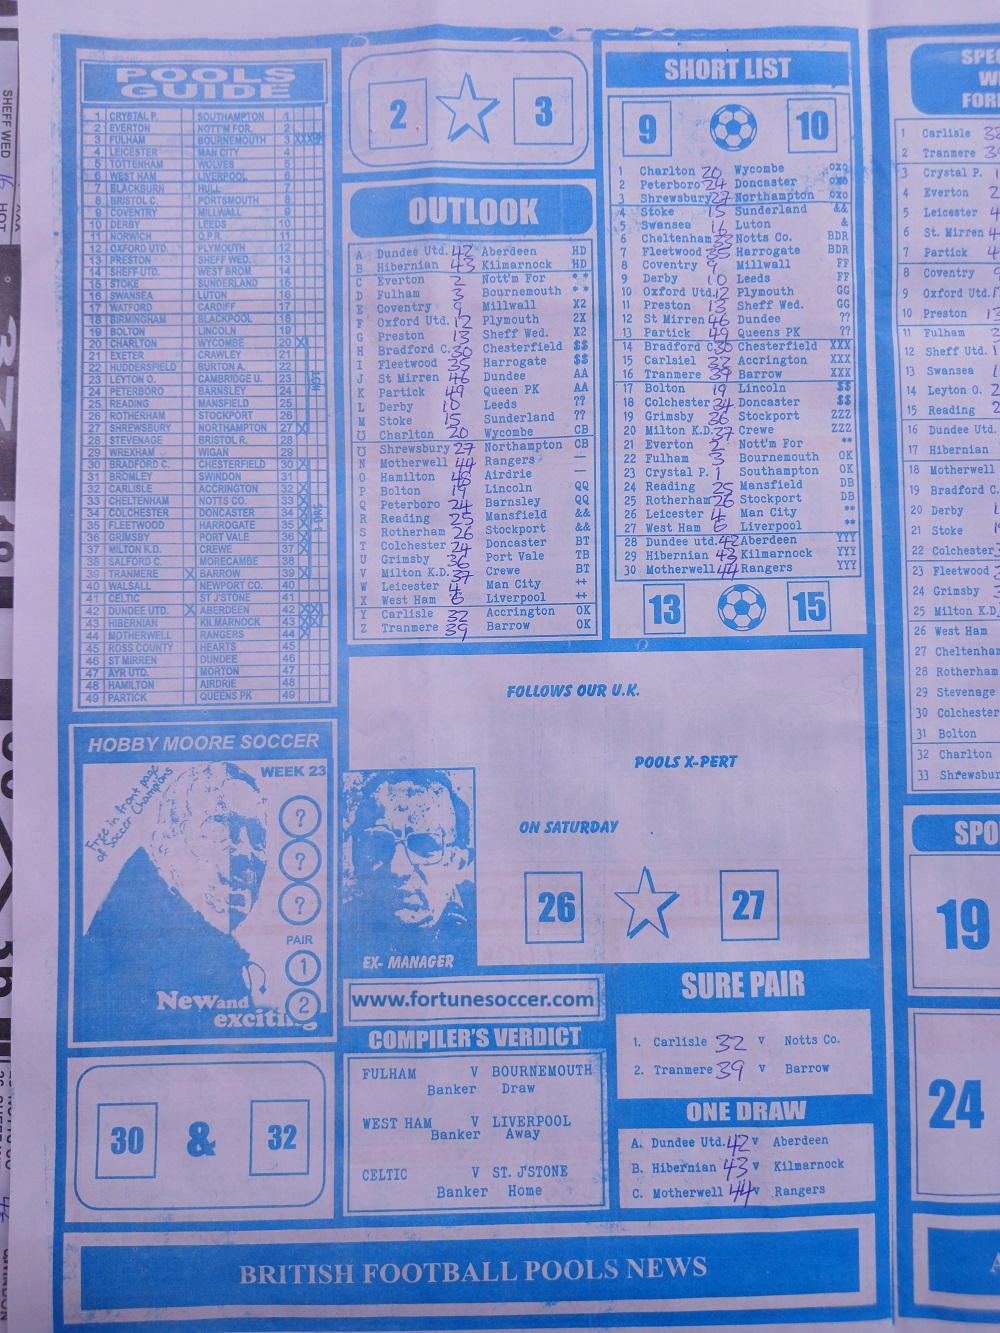 POOLS
GUIDE
1 CRYSTAL P. SOUTHAMPTON 1
2 EVERTON NOTT'M FOR. 2
3 FULHAM BOURNEMOUTH 3
4 LEICESTER MAN CITY 4
5 TOTTENHAM WOLVES 5
6 WEST HAM LIVERPOOL 6
7 BLACKBURN HULL 7
8 BRISTOL C. PORTSMOUTH 8
9 COVENTRY MILLWALL 9
10 DERBY LEEDS 10
11 NORWICH Q.P.R. 11
12 OXFORD UTD. PLYMOUTH 12
13 PRESTON SHEFF WED. 13
14 SHEFF UTD. WEST BROM. 14
15 STOKE SUNDERLAND 15
16 SWANSEA LUTON 16
17 WATFORD CARDIFF 17
18 BIRMINGHAM BLACKPOOL 18
19 BOLTON LINCOLN 19
20 CHARLTON WYCOMBE 20 X
21 EXETER CRAWLEY 21
22 HUDDERSFIELD BURTON A. 22
23 LEYTON O. CAMBRIDGE U. 23
24 PETERBORO BARNSLEY 24
25 READING MANSFIELD 25
26 ROTHERHAM STOCKPORT 26
27 SHREWSBURY NORTHAMPTON 27 X
28 STEVENAGE BRISTOL R. 28
29 WREXHAM WIGAN 29
30 BRADFORD C. CHESTERFIELD 30 X
31 BROMLEY SWINDON 31
32 CARLISLE ACCRINGTON 32 X
33 CHELTENHAM NOTTS CO. 33 X
34 COLCHESTER DONCASTER 34 X
35 FLEETWOOD HARROGATE 35 X
36 GRIMSBY PORT VALE 36 X
37 MILTON K.D. CREWE 37 X
38 SALFORD C. MORECAMBE 38
39 TRANMERE X BARROW 39 X
40 WALSALL NEWPORT CO. 40
41 CELTIC ST J'STONE 41
42 DUNDEE UTD. X ABERDEEN 42 XX
43 HIBERNIAN KILMARNOCK 43 X
44 MOTHERWELL RANGERS 44 X
45 ROSS COUNTY HEARTS 45
46 ST MIRREN DUNDEE 46
47 AYR UTD. MORTON 47
48 HAMILTON AIRDRIE 48
49 PARTICK QUEENS PK 49
HOBBY MOORE SOCCER
WEEK 23
Free in front page
of Soccer Champions
?
?
?
PAIR
1
2
New and
exciting
30 & 32
2 3
OUTLOOK
A Dundee Utd. 42 Aberdeen HD
B Hibernian 43 Kilmarnock HD
C Everton 2 Nott'm For **
D Fulham 3 Bournemouth **
E Coventry 9 Millwall X2
F Oxford Utd. 12 Plymouth 2X
G Preston 13 Sheff Wed. X2
H Bradford C. 30 Chesterfield $$
I Fleetwood 35 Harrogate $$
J St Mirren 46 Dundee AA
K Partick 49 Queen PK AA
L Derby 10 Leeds ??
M Stoke 15 Sunderland ??
Charlton 20 Wycombe CB
Shrewsbury 27 Northampton CB
N Motherwell 44 Rangers —
O Hamilton 48 Airdrie —
P Bolton 19 Lincoln QQ
Q Peterboro 24 Barnsley QQ
R Reading 25 Mansfield &&
S Rotherham 26 Stockport &&
T Colchester 24 Doncaster BT
U Grimsby 36 Port Vale TB
V Milton K.D. 37 Crewe BT
W Leicester 4 Man City ++
X West Ham 6 Liverpool ++
Y Carlisle 32 Accrington OK
Z Tranmere 39 Barrow OK
SHORT LIST
9 10
1 Charlton 20 Wycombe oxo
2 Peterboro 24 Doncaster oxo
3 Shrewsbury 27 Northampton oxo
4 Stoke 15 Sunderland &&
5 Swansea 16 Luton &
6 Cheltenham 33 Notts Co. BDR
7 Fleetwood 35 Harrogate BDR
8 Coventry 9 Millwall FF
9 Derby 10 Leeds FF
10 Oxford Utd. 12 Plymouth GG
11 Preston 13 Sheff Wed. GG
12 St Mirren 46 Dundee ??
13 Partick 49 Queens PK ??
14 Bradford C. 30 Chesterfield XXX
15 Carlsiel 32 Accrington XXX
16 Tranmere 39 Barrow XXX
17 Bolton 19 Lincoln $$
18 Colchester 34 Doncaster $$
19 Grimsby 36 Stockport ZZZ
20 Milton K.D. 37 Crewe ZZZ
21 Everton 2 Nott'm For **
22 Fulham 3 Bournemouth OK
23 Crystal P. 1 Southampton OK
24 Reading 25 Mansfield DB
25 Rotherham 26 Stockport DB
26 Leicester 4 Man City **
27 West Ham 6 Liverpool **
28 Dundee utd. 42 Aberdeen YYY
29 Hibernian 43 Kilmarnock YYY
30 Motherwell 44 Rangers YYY
13 15
FOLLOWS OUR U.K.
POOLS X-PERT
ON SATURDAY
26 27
EX- MANAGER
www.fortunesoccer.com
COMPILER'S VERDICT
FULHAM V BOURNEMOUTH
Banker Draw
WEST HAM V LIVERPOOL
Banker Away
CELTIC V ST. J'STONE
Banker Home
SURE PAIR
1. Carlisle 32 v Notts Co.
2. Tranmere 39 v Barrow
ONE DRAW
A. Dundee Utd. 42 v Aberdeen
B. Hibernian 43 v Kilmarnock
C. Motherwell 44 v Rangers
BRITISH FOOTBALL POOLS NEWS
1 Carlisle
2 Tranmere
3 Crystal P.
4 Everton
5 Leicester
6 St. Mirren
7 Partick
8 Coventry
9 Oxford Utd.
10 Preston
11 Fulham
12 Sheff Utd.
13 Swansea
14 Leyton O.
15 Reading
16 Dundee Utd.
17 Hibernian
18 Motherwell
19 Bradford C.
20 Derby
21 Stoke
22 Colchester
23 Fleetwood
24 Grimsby
25 Milton K.D.
26 West Ham
27 Cheltenham
28 Rotherham
29 Stevenage
30 Colchester
31 Bolton
32 Charlton
33 Shrewsbur
SPO
19
24
SHEFF WED